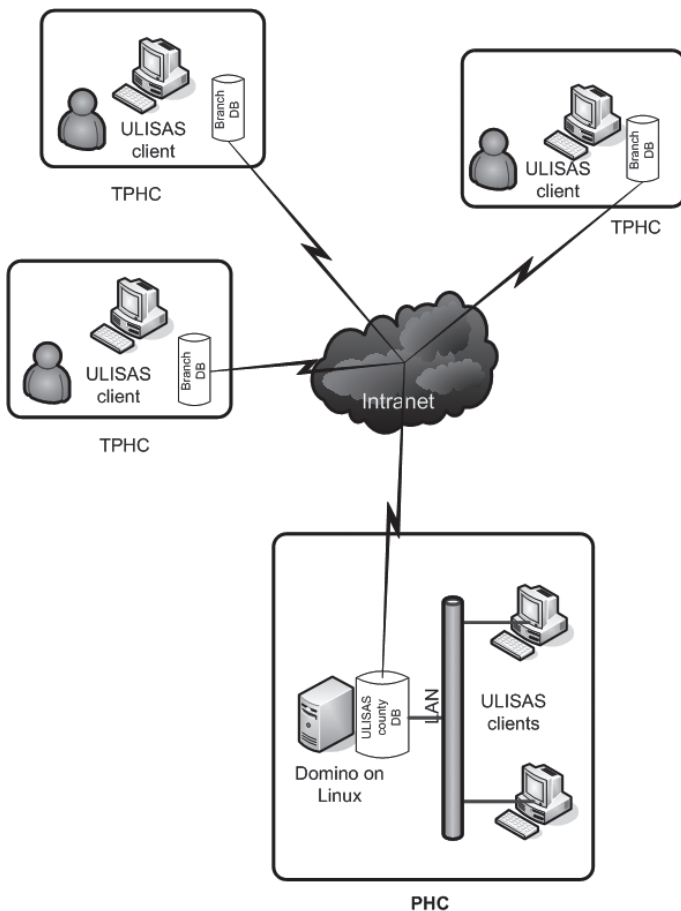 Branch
DB
ULISAS
client
TPHC
Branch
DB
ULISAS
client
TPHC
Branch
DB
ULISAS
client
TPHC
Intranet
ULISAS
county
DB
LAN
ULISAS
clients
Domino on
Linux
PHC